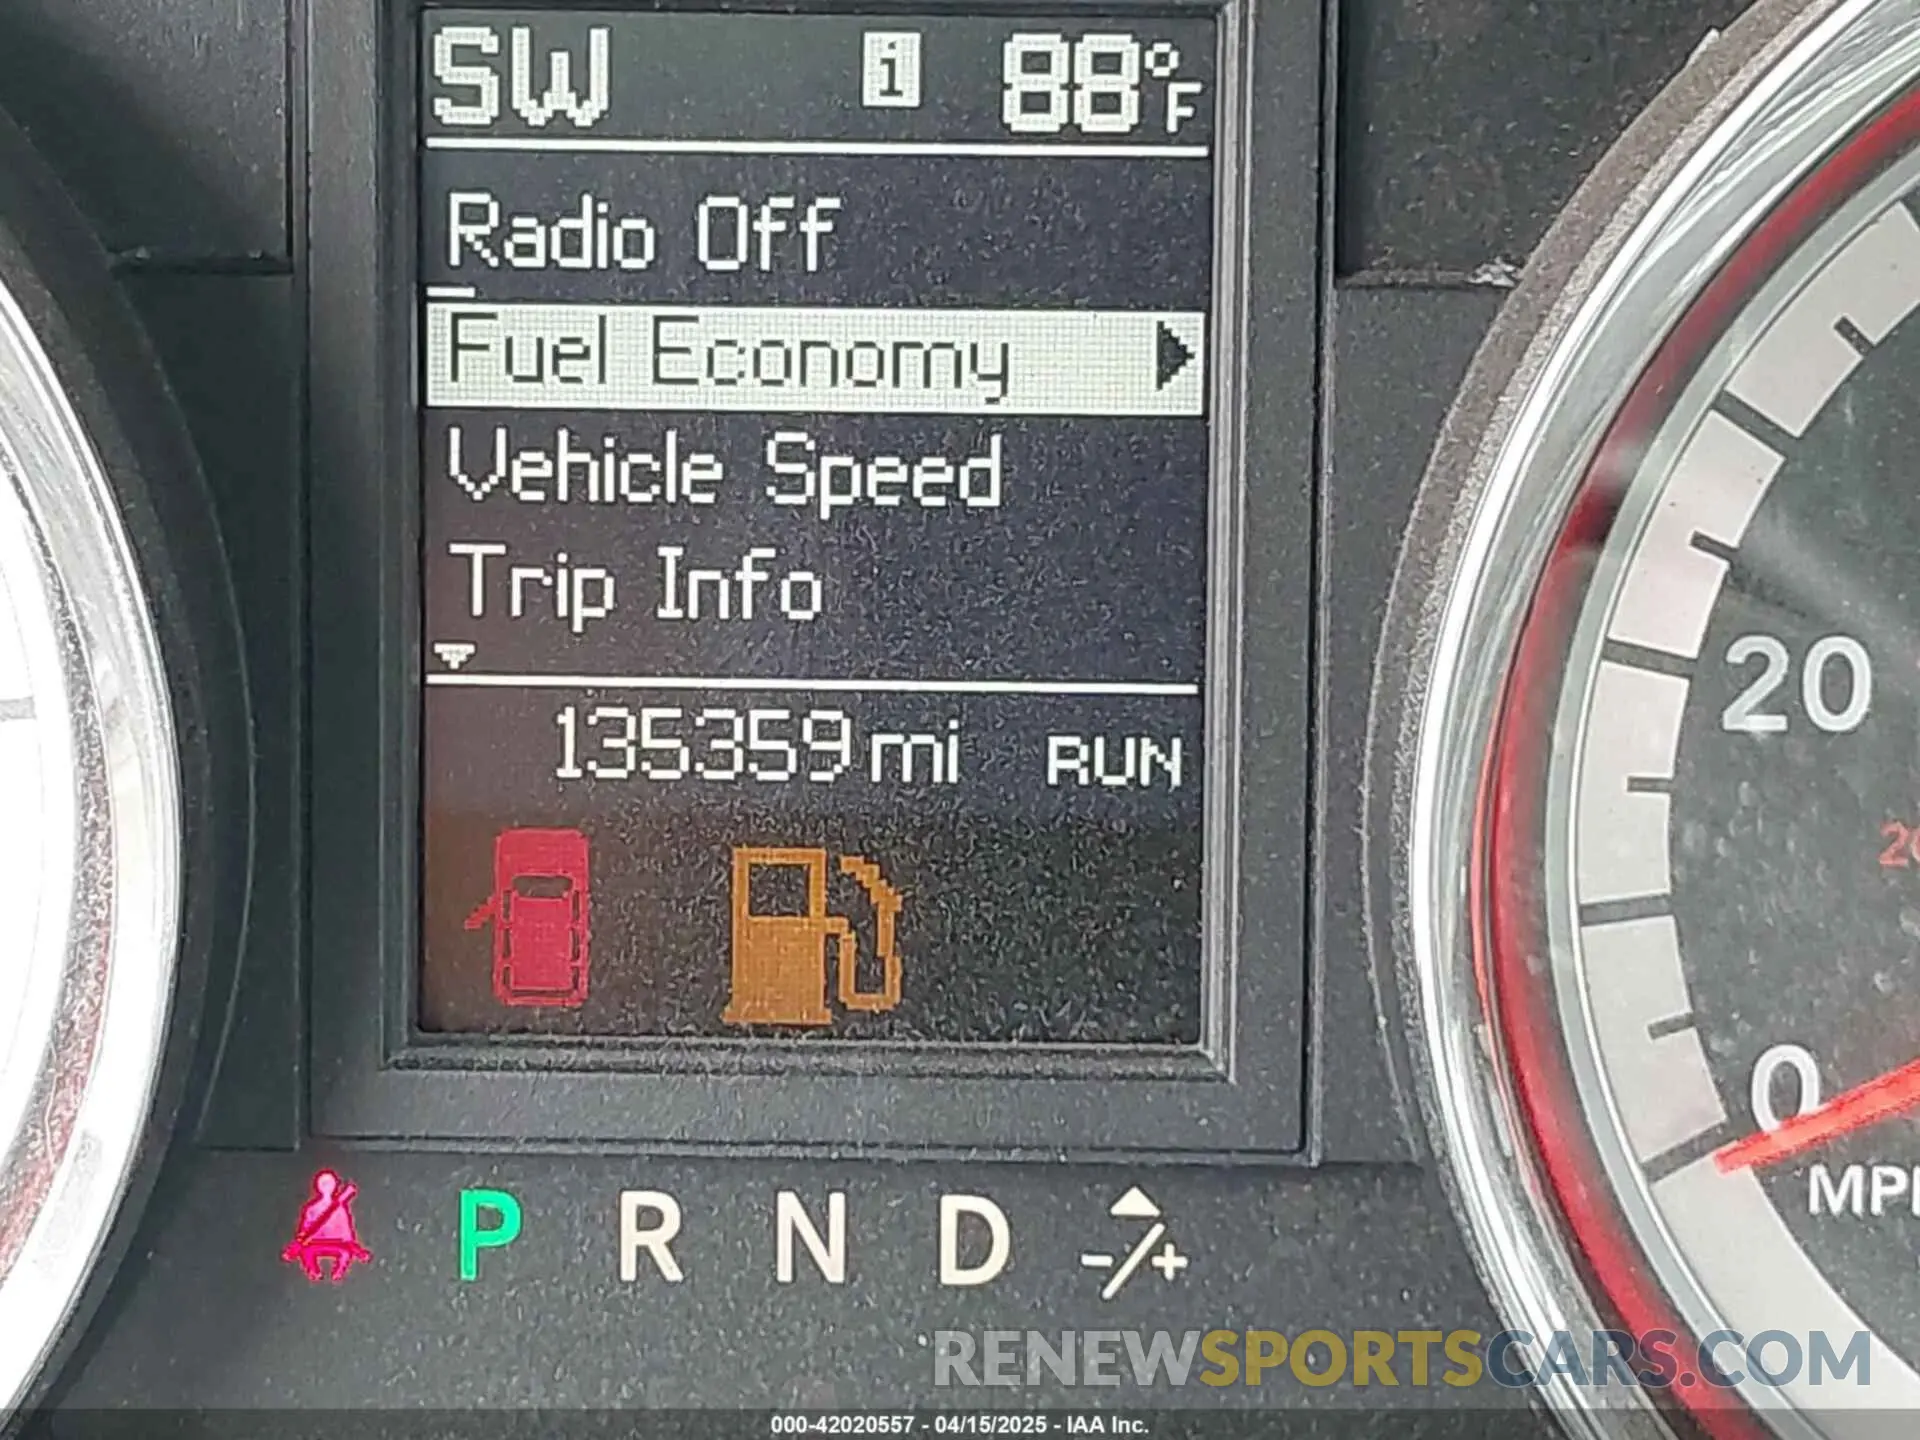 SW i 88°F
Radio Off
Fuel Economy
Vehicle Speed
Trip Info
135359 mi RUN
20
0
P R N D -/+
RENEWSPORTSCARS.COM
000-42020557 - 04/15/2025 - IAA Inc.